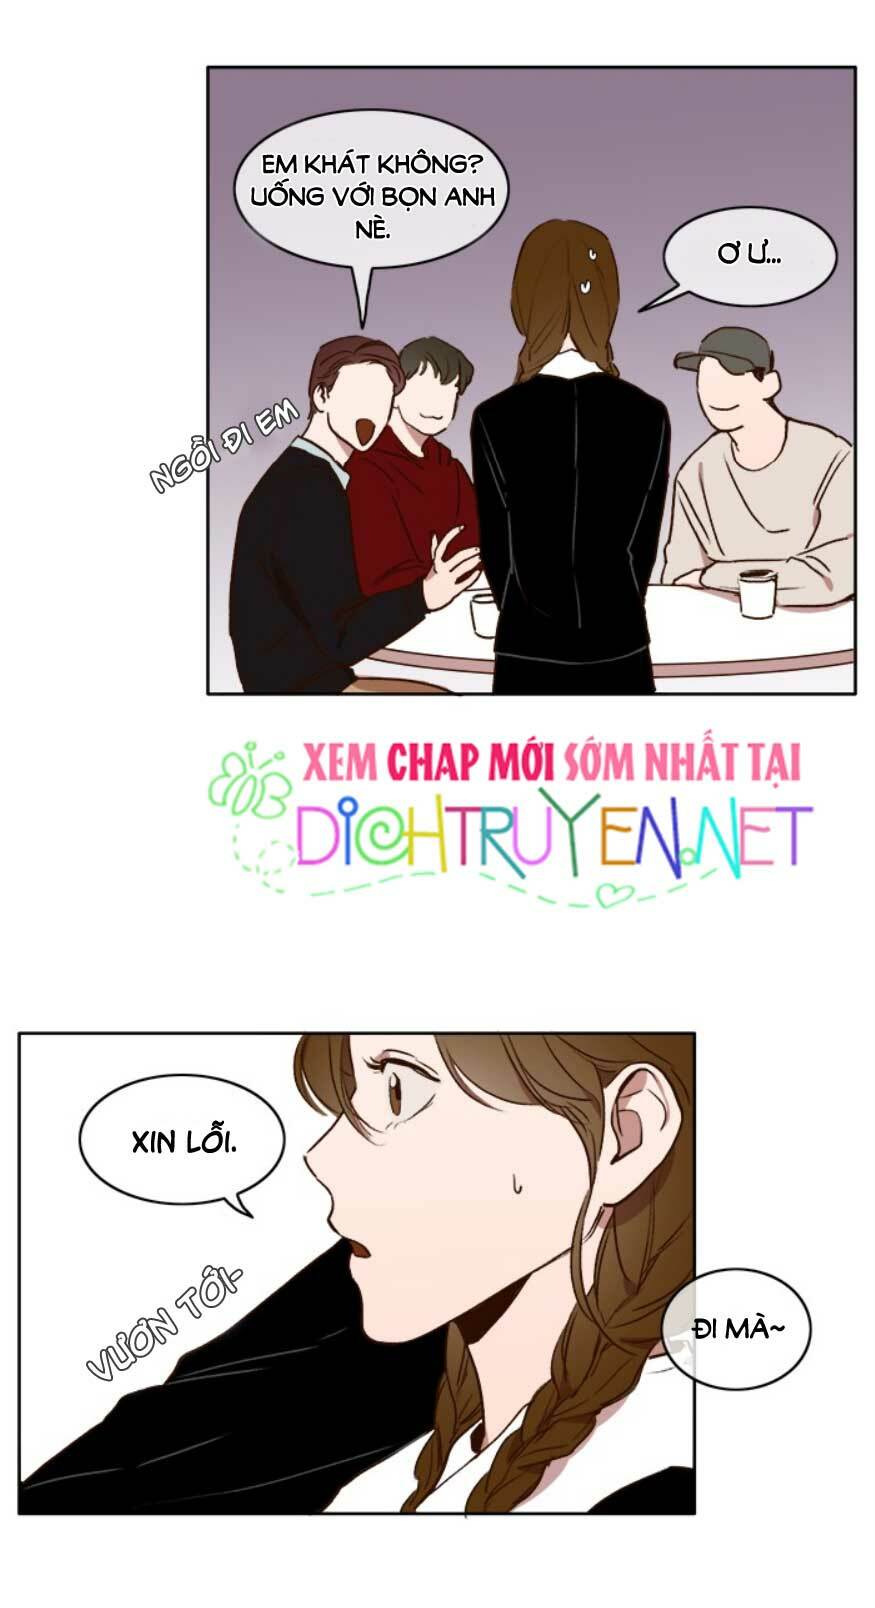 EM KHÁT KHÔNG?
UỐNG VỚI BỌN ANH
NÈ.
Ơ Ư...
NGỒI ĐI EM
XEM CHAP MỚI SỚM NHẤT TẠI
DICHTRUYEN.NET
XIN LỖI.
VƯƠN TỚI-
ĐI MÀ~